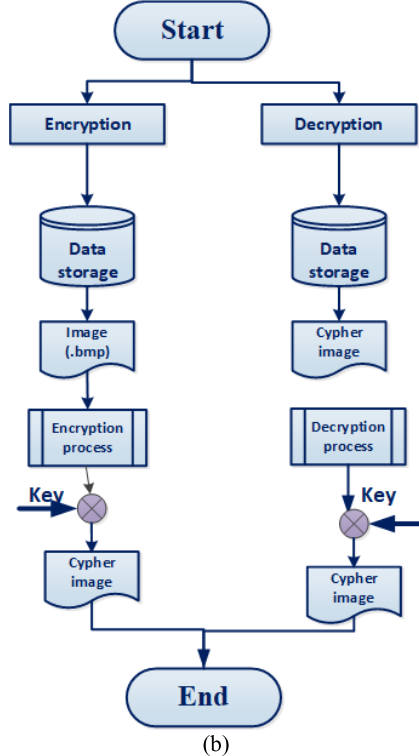 Start
Encryption
Decryption
Data
storage
Data
storage
Image
(.bmp)
Cypher
image
Encryption
process
Decryption
process
Key
Key
Cypher
image
Cypher
image
End
(b)